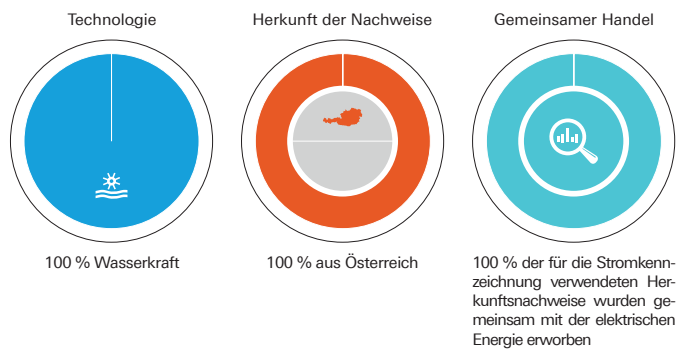 Technologie
Herkunft der Nachweise
Gemeinsamer Handel
100 % Wasserkraft
100 % aus Österreich
100 % der für die Stromkenn-
zeichnung verwendeten Her-
kunftsnachweise wurden ge-
meinsam mit der elektrischen
Energie erworben